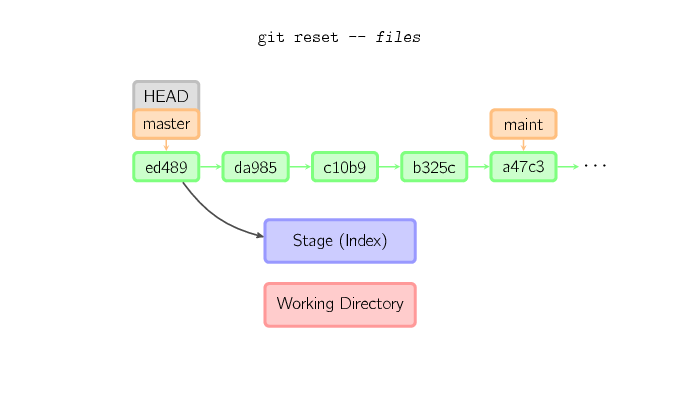 git reset -- files
HEAD
master
maint
ed489 da985 c10b9 b325c a47c3 ...
Stage (Index)
Working Directory